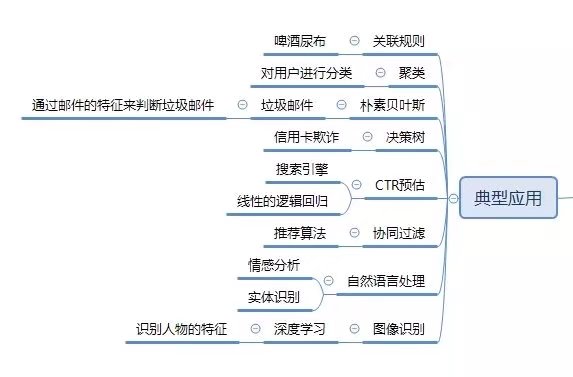 啤酒尿布
关联规则
对用户进行分类
聚类
通过邮件的特征来判断垃圾邮件
垃圾邮件
朴素贝叶斯
信用卡欺诈
决策树
搜索引擎
CTR预估
线性的逻辑回归
典型应用
推荐算法
协同过滤
情感分析
自然语言处理
实体识别
识别人物的特征
深度学习
图像识别